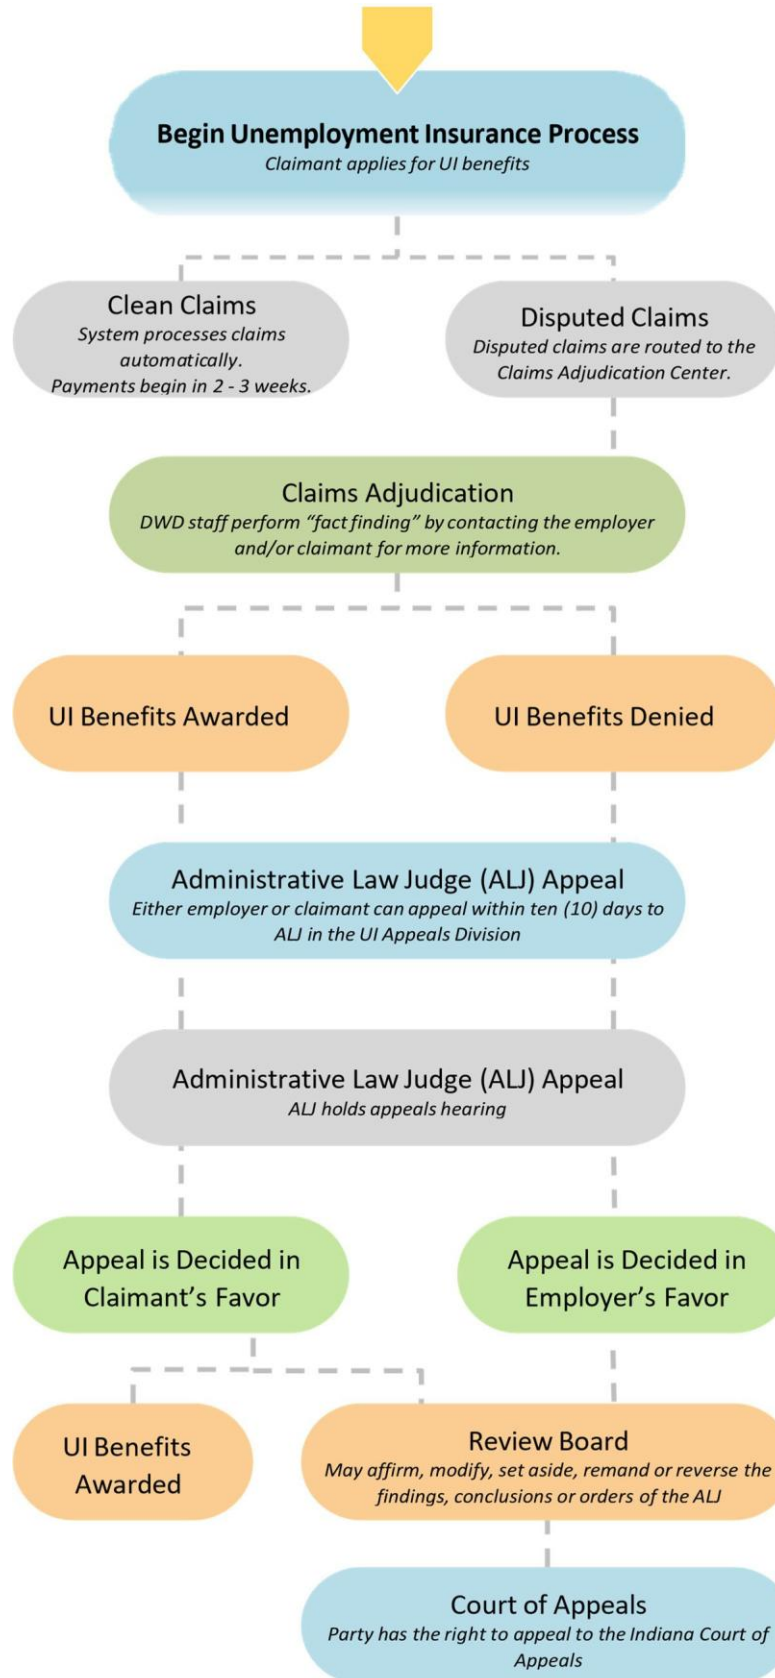 Begin Unemployment Insurance Process
Claimant applies for UI benefits
Clean Claims
System processes claims
automatically.
Payments begin in 2 - 3 weeks.
Disputed Claims
Disputed claims are routed to the
Claims Adjudication Center.
Claims Adjudication
DWD staff perform “fact finding” by contacting the employer
and/or claimant for more information.
UI Benefits Awarded
UI Benefits Denied
Administrative Law Judge (ALJ) Appeal
Either employer or claimant can appeal within ten (10) days to
ALJ in the UI Appeals Division
Administrative Law Judge (ALJ) Appeal
ALJ holds appeals hearing
Appeal is Decided in
Claimant’s Favor
Appeal is Decided in
Employer’s Favor
UI Benefits
Awarded
Review Board
May affirm, modify, set aside, remand or reverse the
findings, conclusions or orders of the ALJ
Court of Appeals
Party has the right to appeal to the Indiana Court of
Appeals